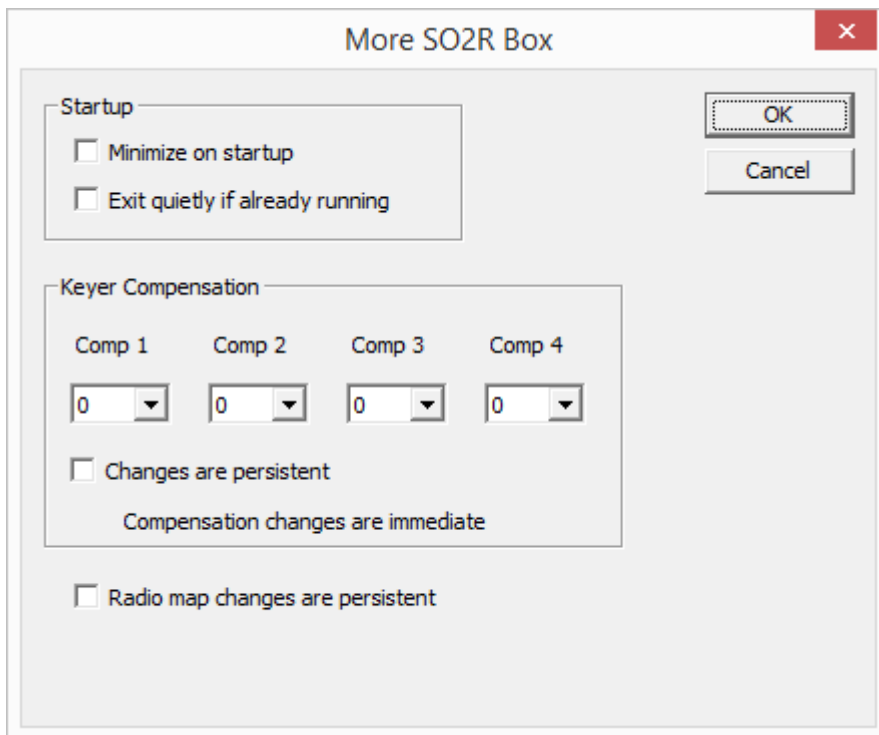 More SO2R Box
Startup
Minimize on startup
Exit quietly if already running
OK
Cancel
Keyer Compensation
Comp 1 Comp 2 Comp 3 Comp 4
0 0 0 0
Changes are persistent
Compensation changes are immediate
Radio map changes are persistent